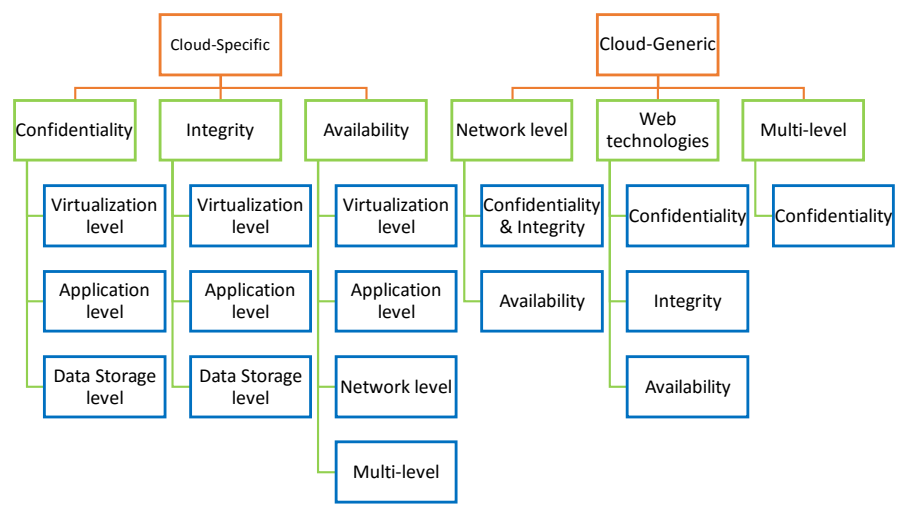 Cloud-Specific
Confidentiality
Integrity
Availability
Virtualization
level
Application
level
Data Storage
level
Virtualization
level
Application
level
Data Storage
level
Virtualization
level
Application
level
Network level
Multi-level
Cloud-Generic
Network level
Web
technologies
Multi-level
Confidentiality
& Integrity
Availability
Confidentiality
Integrity
Availability
Confidentiality